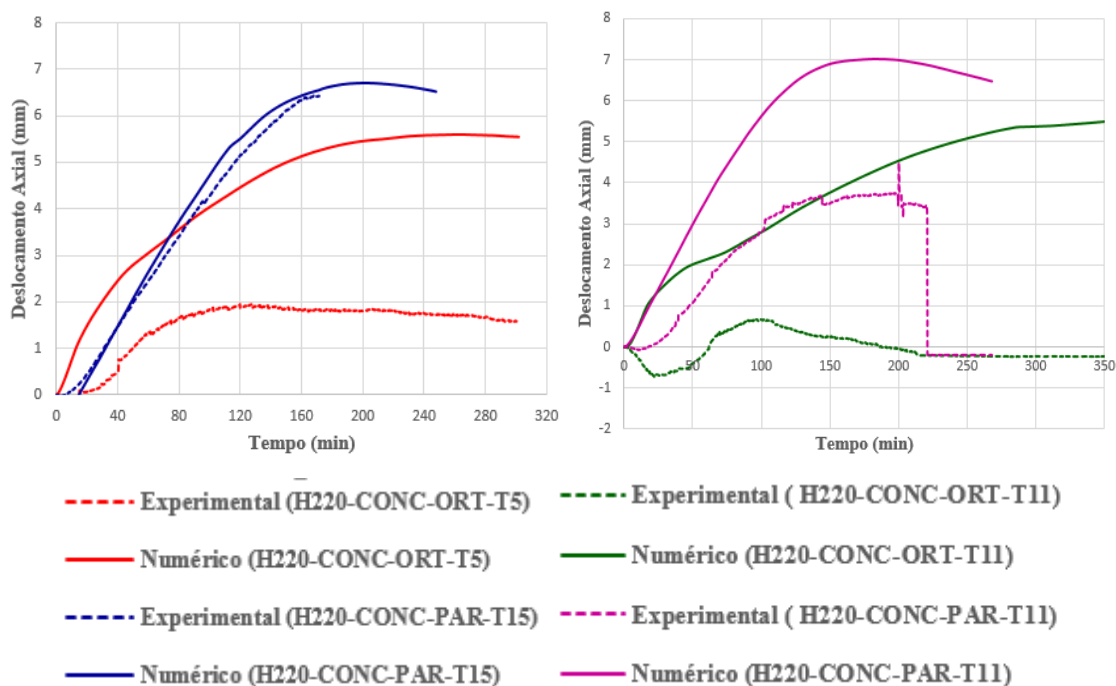 8
7
6
5
4
3
2
1
0
Deslocamento Axial (mm)
0 40 80 120 160 200 240 280 320
Tempo (min)
8
7
6
5
4
3
2
1
0
-1
-2
Deslocamento Axial (mm)
0 50 100 150 200 250 300 350
Tempo (min)
Experimental (H220-CONC-ORT-T5)
Numérico (H220-CONC-ORT-T5)
Experimental (H220-CONC-PAR-T15)
Numérico (H220-CONC-PAR-T15)
Experimental ( H220-CONC-ORT-T11)
Numérico (H220-CONC-ORT-T11)
Experimental ( H220-CONC-PAR-T11)
Numérico (H220-CONC-PAR-T11)